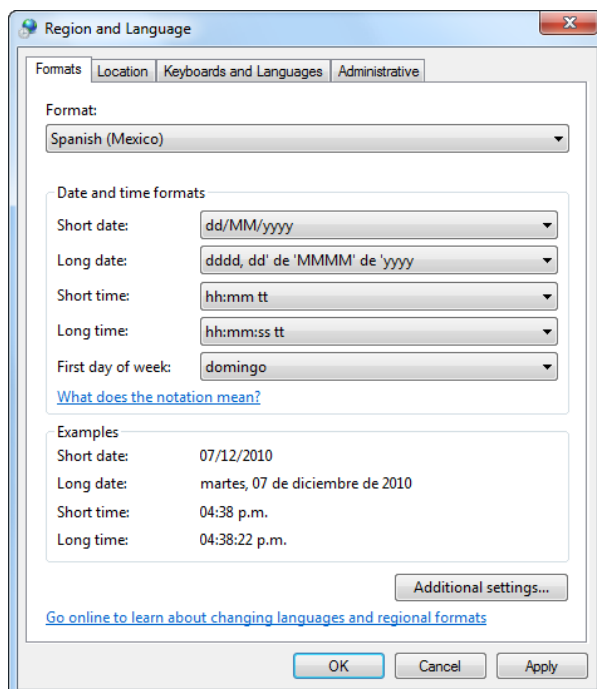 Region and Language
Formats Location Keyboards and Languages Administrative
Format:
Spanish (Mexico)
Date and time formats
Short date: dd/MM/yyyy
Long date: dddd, dd' de 'MMMM' de 'yyyy
Short time: hh:mm tt
Long time: hh:mm:ss tt
First day of week: domingo
What does the notation mean?
Examples
Short date: 07/12/2010
Long date: martes, 07 de diciembre de 2010
Short time: 04:38 p.m.
Long time: 04:38:22 p.m.
Additional settings...
Go online to learn about changing languages and regional formats
OK Cancel Apply